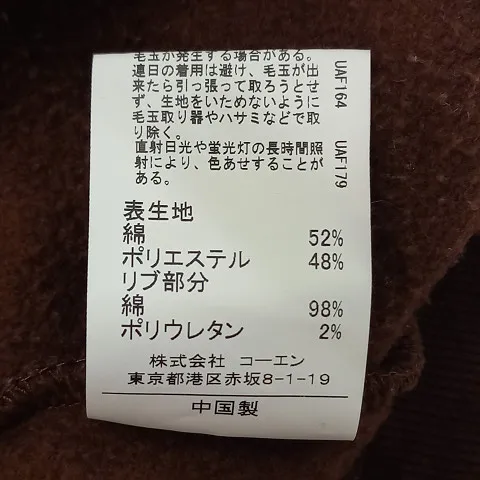 毛玉が発生する場合がある。
連日の着用は避け、毛玉が出
来たら引っ張って取ろうとせ
ず、生地をいためないように
毛玉取り器やハサミなどで取
り除く。
直射日光や蛍光灯の長時間照
射により、色あせすることが
ある。
UAF164
UAF179
表生地
綿 52%
ポリエステル 48%
リブ部分
綿 98%
ポリウレタン 2%
株式会社 コーエン
東京都港区赤坂8-1-19
中国製